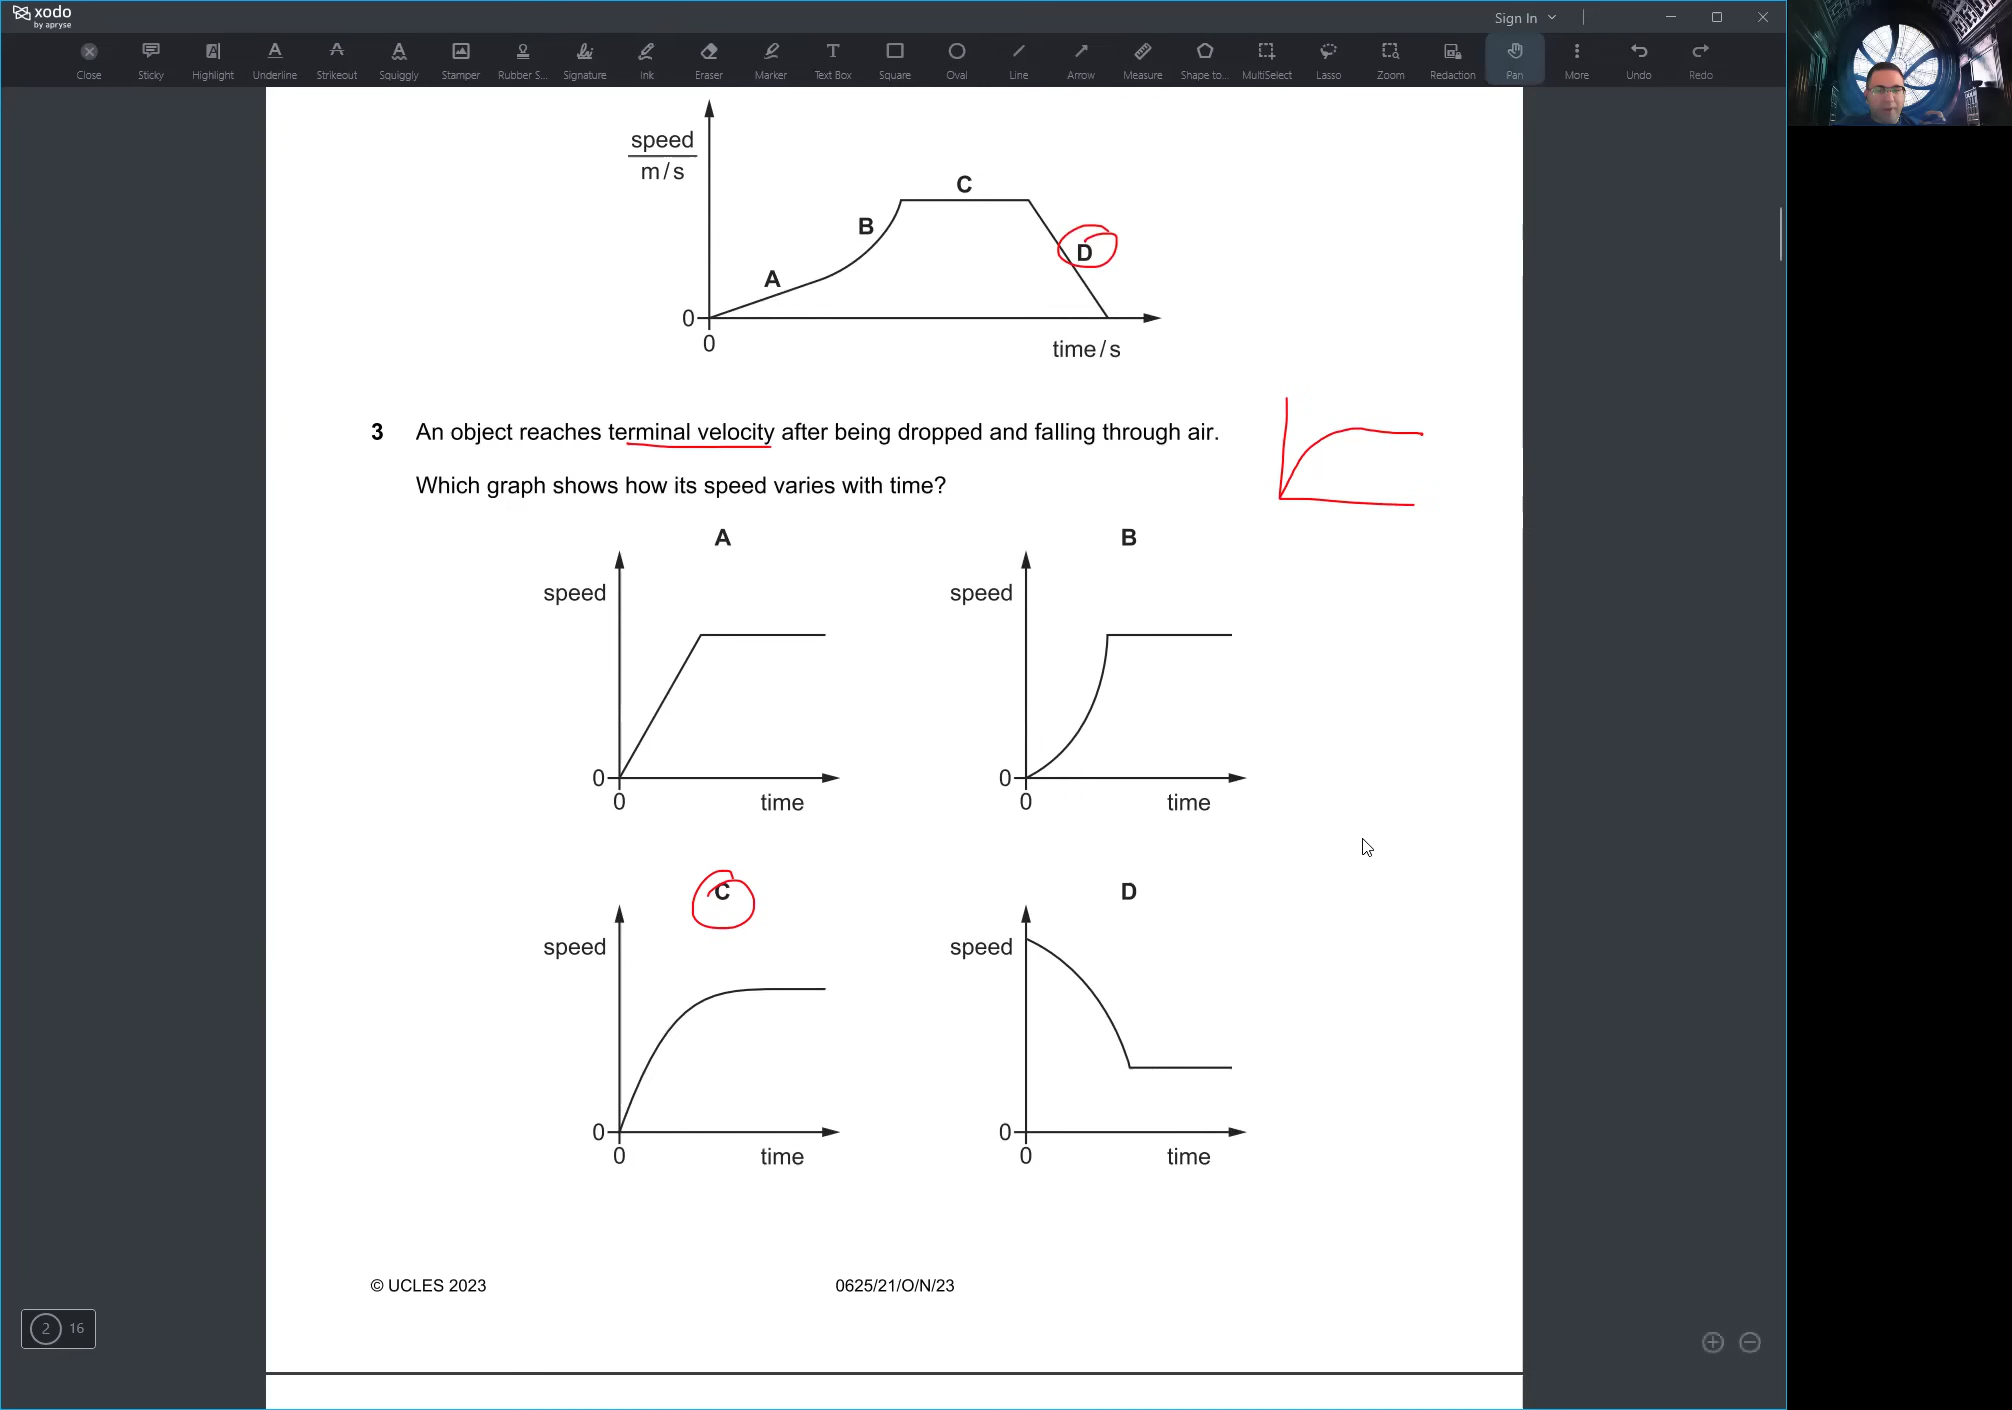 xodo
by apryse
Sign In
Close Sticky Highlight Underline Strikeout Squiggly Stamper Rubber S... Signature Ink Eraser Marker Text Box Square Oval Line Arrow Measure Shape to... MultiSelect Lasso Zoom Redaction Pan More Undo Redo
speed
m/s
C
B
D
A
0
0
time/s
3 An object reaches terminal velocity after being dropped and falling through air.
Which graph shows how its speed varies with time?
A B
speed speed
0 0
0 time 0 time
C D
speed speed
0 0
0 time 0 time
© UCLES 2023 0625/21/O/N/23
2 16